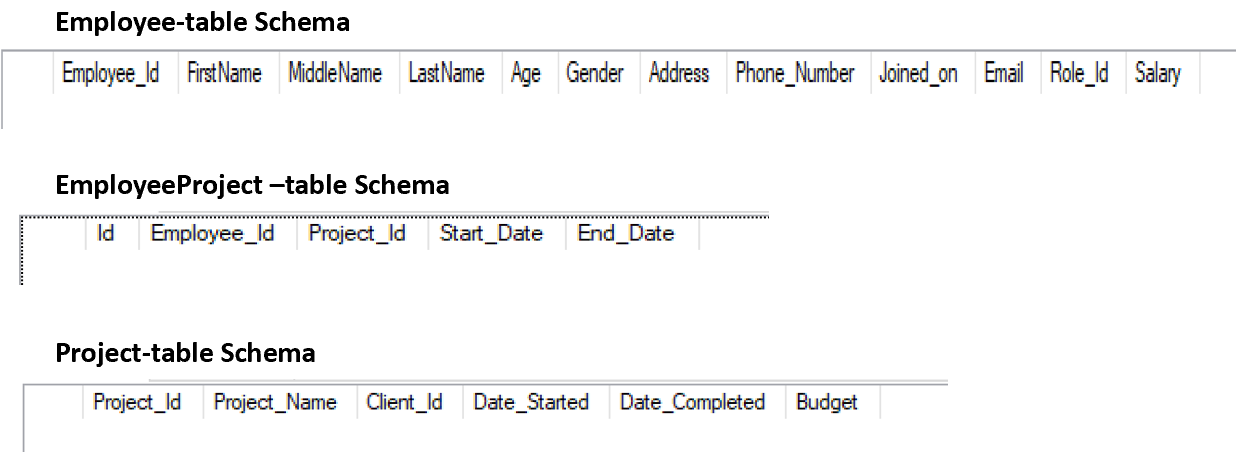 Employee-table Schema
Employee_Id FirstName MiddleName LastName Age Gender Address Phone_Number Joined_on Email Role_Id Salary
EmployeeProject –table Schema
Id Employee_Id Project_Id Start_Date End_Date
Project-table Schema
Project_Id Project_Name Client_Id Date_Started Date_Completed Budget